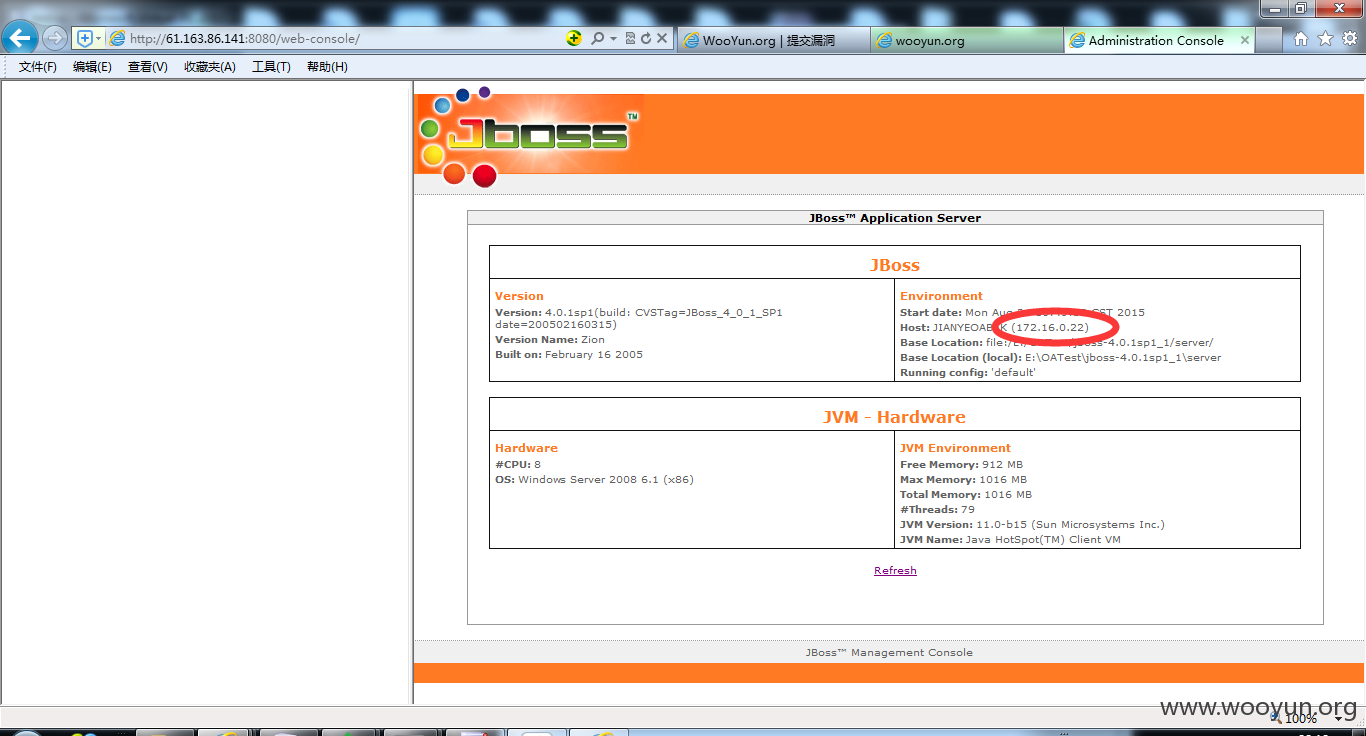 http://61.163.86.141:8080/web-console/
WooYun.org | 提交漏洞
wooyun.org
Administration Console
文件(F) 编辑(E) 查看(V) 收藏夹(A) 工具(T) 帮助(H)
Jboss TM
JBoss™ Application Server
JBoss
Version
Version: 4.0.1sp1(build: CVSTag=JBoss_4_0_1_SP1
date=200502160315)
Version Name: Zion
Built on: February 16 2005
Environment
Start date: Mon Aug CST 2015
Host: (172.16.0.22)
Base Location: jboss-4.0.1sp1_1/server/
Base Location (local): E:\OATest\jboss-4.0.1sp1_1\server
Running config: 'default'
JVM - Hardware
Hardware
#CPU: 8
OS: Windows Server 2008 6.1 (x86)
JVM Environment
Free Memory: 912 MB
Max Memory: 1016 MB
Total Memory: 1016 MB
#Threads: 79
JVM Version: 11.0-b15 (Sun Microsystems Inc.)
JVM Name: Java HotSpot(TM) Client VM
Refresh
JBoss™ Management Console
www.wooyun.org
100%